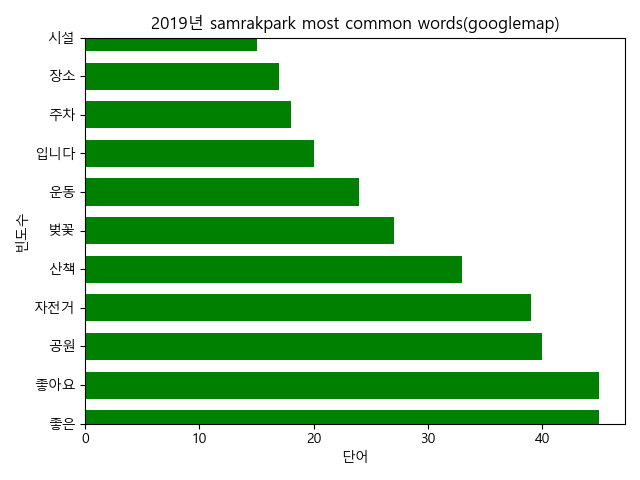 2019년 samrakpark most common words(googlemap)
시설
장소
주차
입니다
운동
벚꽃
산책
자전거
공원
좋아요
좋은
빈도수
0 10 20 30 40
단어